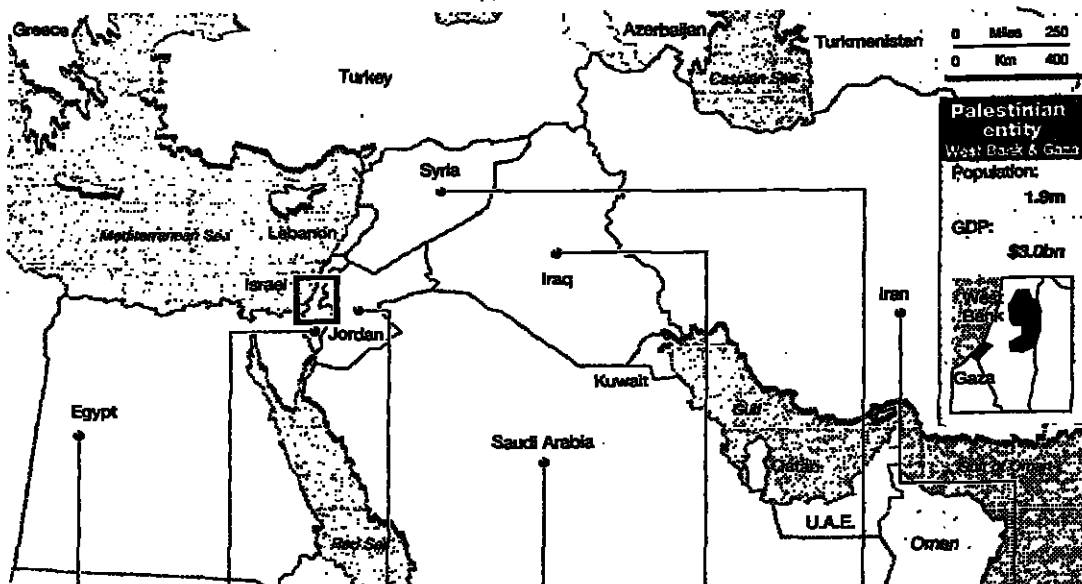 Greece
Azerbaijan
Turkmenistan
0 Miles 250
0 Km 400
Turkey
Caspian Sea
Palestinian
entity
West Bank & Gaza
Population:
1.9m
GDP:
$3.0bn
Syria
Mediterranean Sea
Lebanon
Israel
Iraq
Iran
West
Bank
Gaza
Jordan
Kuwait
Egypt
Gulf
Saudi Arabia
Qatar
Gulf of Oman
U.A.E.
Oman
Red Sea